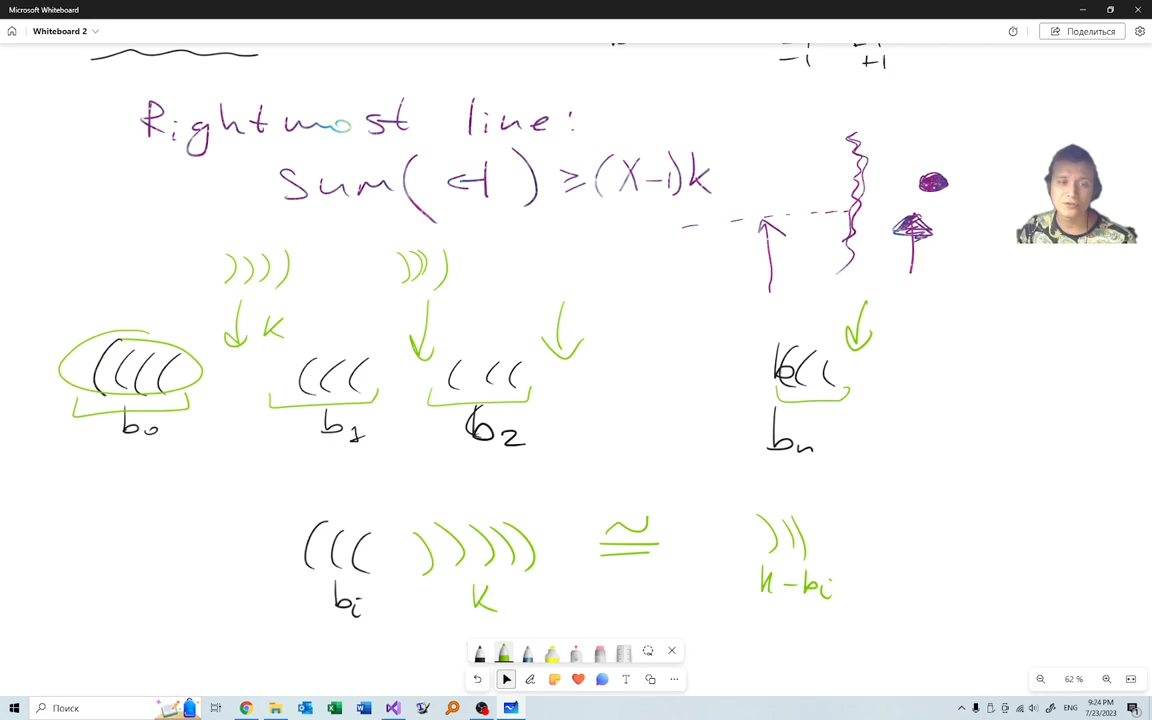 Microsoft Whiteboard
Whiteboard 2
Поделиться
-1 +1
Rightmost line:
Sum( ) ≥ (X-1)k
) ) ) ) ) ) ) )
k
( ( ( ( ( ( ( ( ( ( ( ( (
b0 b1 b2 bn
( ( ( ) ) ) ) ) ≅ ) ) )
bi k k-bi
62 %
Поиск
ENG
9:24 PM
7/23/2023